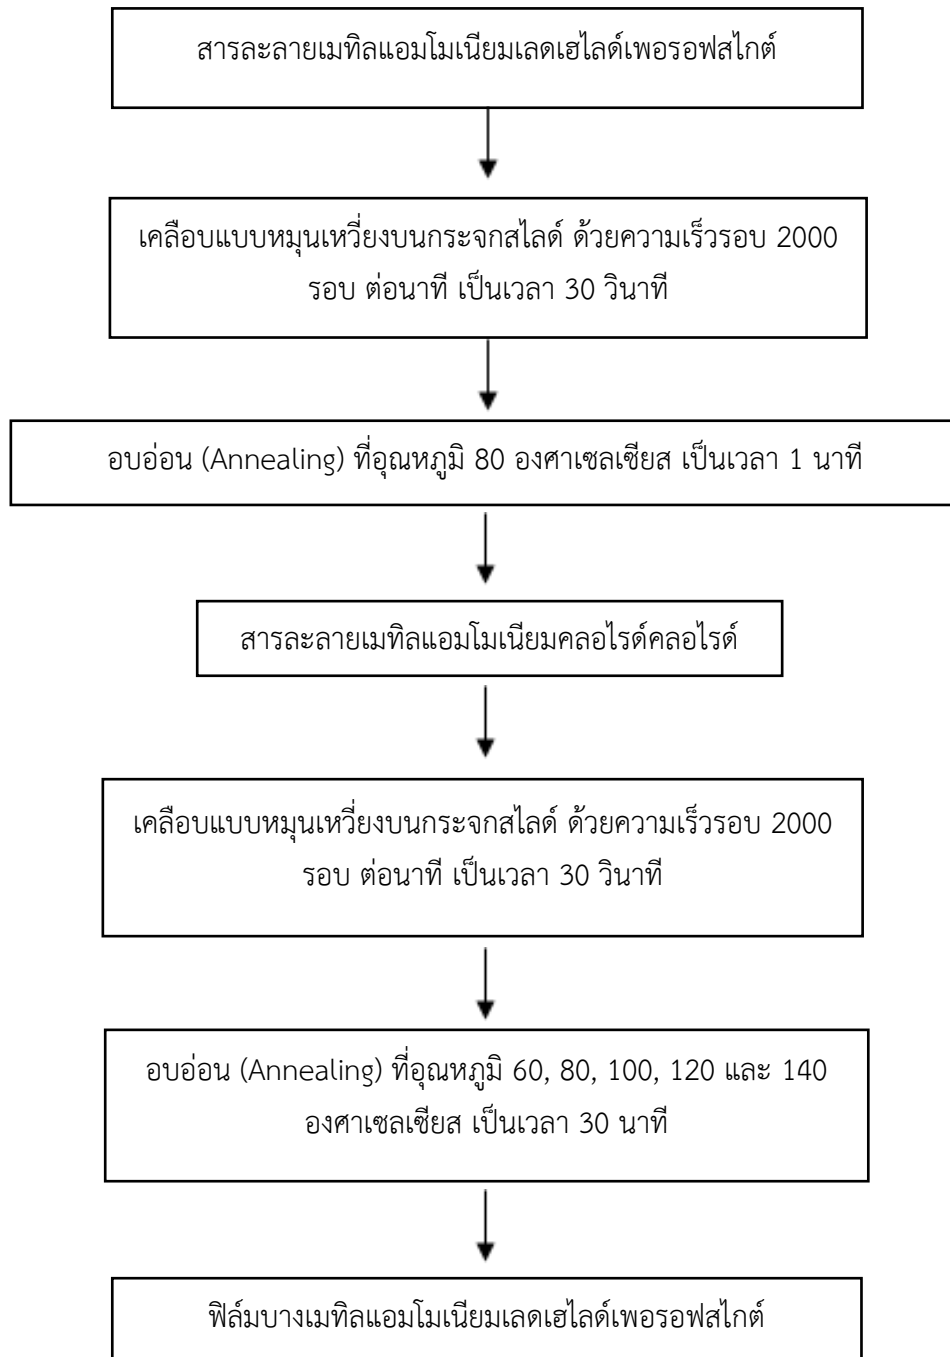 สารละลายเมทิลแอมโมเนียมเลดเฮไลด์เพอรอฟสไกต์
เคลือบแบบหมุนเหวี่ยงบนกระจกสไลด์ ด้วยความเร็วรอบ 2000
รอบ ต่อนาที เป็นเวลา 30 วินาที
อบอ่อน (Annealing) ที่อุณหภูมิ 80 องศาเซลเซียส เป็นเวลา 1 นาที
สารละลายเมทิลแอมโมเนียมคลอไรด์คลอไรด์
เคลือบแบบหมุนเหวี่ยงบนกระจกสไลด์ ด้วยความเร็วรอบ 2000
รอบ ต่อนาที เป็นเวลา 30 วินาที
อบอ่อน (Annealing) ที่อุณหภูมิ 60, 80, 100, 120 และ 140
องศาเซลเซียส เป็นเวลา 30 นาที
ฟิล์มบางเมทิลแอมโมเนียมเลดเฮไลด์เพอรอฟสไกต์